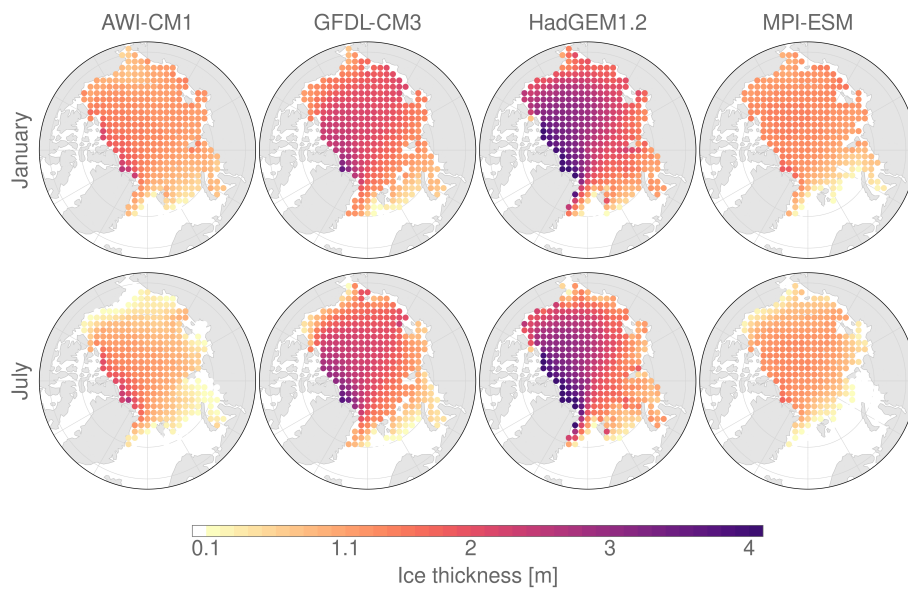 AWI-CM1 GFDL-CM3 HadGEM1.2 MPI-ESM
January
July
0.1 1.1 2 3 4
Ice thickness [m]